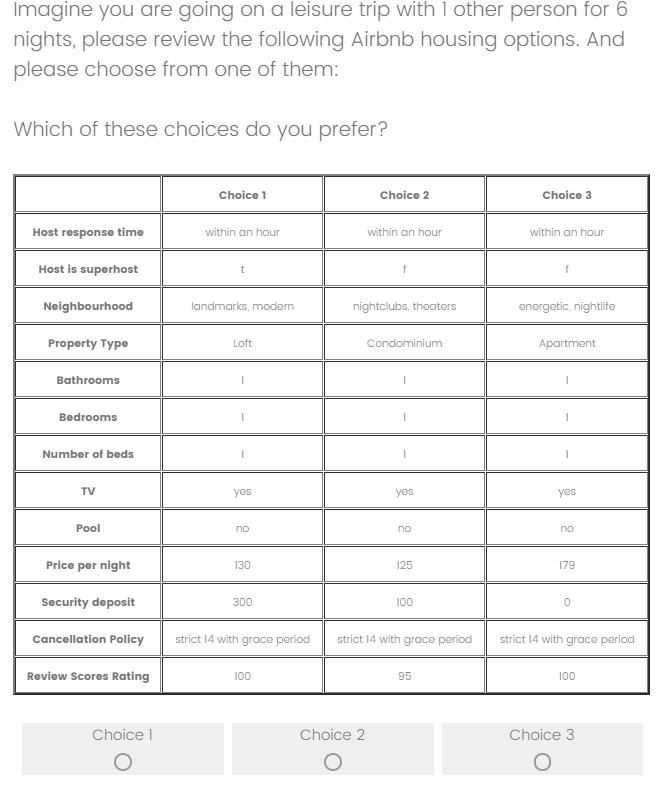 Imagine you are going on a leisure trip with 1 other person for 6
nights, please review the following Airbnb housing options. And
please choose from one of them:
Which of these choices do you prefer?
Choice 1 Choice 2 Choice 3
Host response time within an hour within an hour within an hour
Host is superhost t f f
Neighbourhood landmarks, modern nightclubs, theaters energetic, nightlife
Property Type Loft Condominium Apartment
Bathrooms 1 1 1
Bedrooms 1 1 1
Number of beds 1 1 1
TV yes yes yes
Pool no no no
Price per night 130 125 179
Security deposit 300 100 0
Cancellation Policy strict 14 with grace period strict 14 with grace period strict 14 with grace period
Review Scores Rating 100 95 100
Choice 1 Choice 2 Choice 3